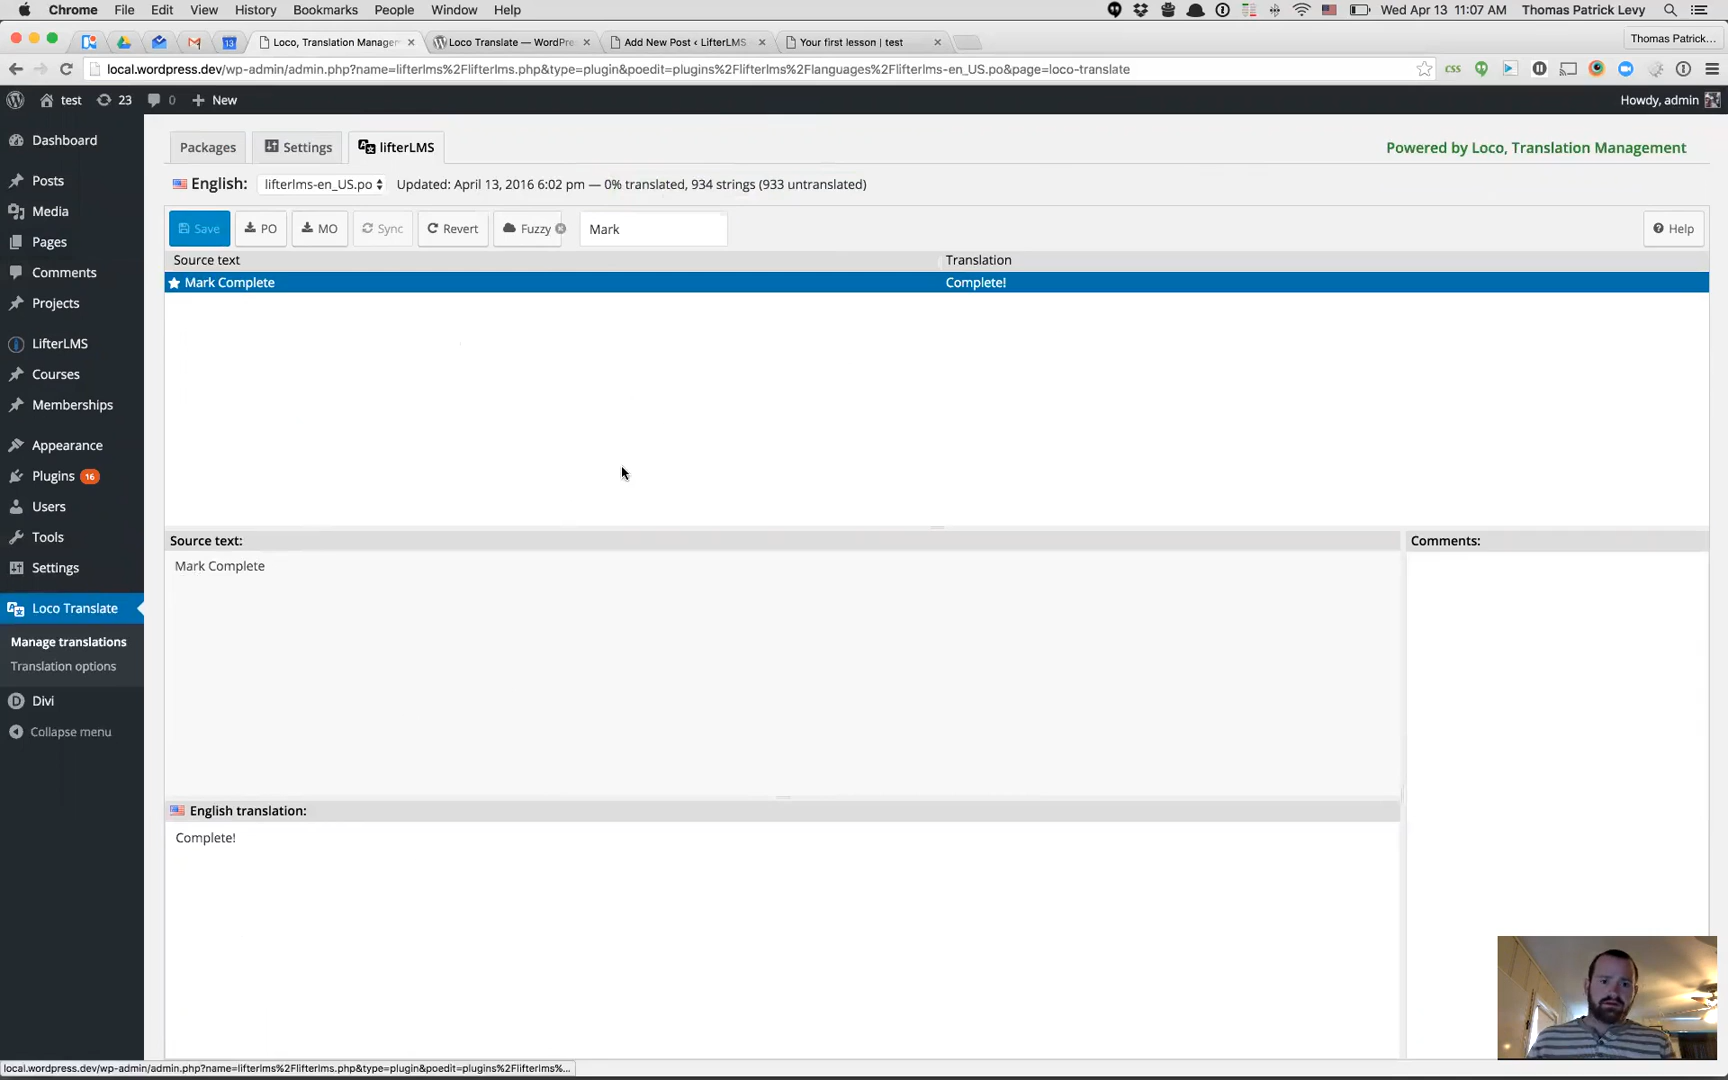 Chrome File Edit View History Bookmarks People Window Help Wed Apr 13 11:07 AM Thomas Patrick Levy
13 Loco, Translation Manage Loco Translate — WordPre Add New Post ‹ LifterLMS Your first lesson | test Thomas Patrick...
local.wordpress.dev/wp-admin/admin.php?name=lifterlms%2Flifterlms.php&type=plugin&poedit=plugins%2Flifterlms%2Flanguages%2Flifterlms-en_US.po&page=loco-translate css
test 23 0 New Howdy, admin
Dashboard
Posts
Media
Pages
Comments
Projects
LifterLMS
Courses
Memberships
Appearance
Plugins 16
Users
Tools
Settings
Loco Translate
Manage translations
Translation options
Divi
Collapse menu
Packages Settings lifterLMS Powered by Loco, Translation Management
English: lifterlms-en_US.po Updated: April 13, 2016 6:02 pm — 0% translated, 934 strings (933 untranslated)
Save PO MO Sync Revert Fuzzy Mark Help
Source text Translation
Mark Complete Complete!
Source text: Comments:
Mark Complete
English translation:
Complete!
local.wordpress.dev/wp-admin/admin.php?name=lifterlms%2Flifterlms.php&type=plugin&poedit=plugins%2Flifterlms%...